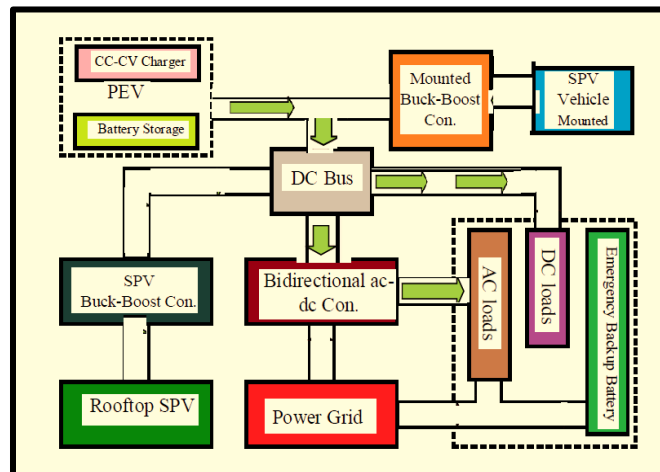 CC-CV Charger
PEV
Battery Storage
Mounted
Buck-Boost
Con.
SPV
Vehicle
Mounted
DC Bus
SPV
Buck-Boost Con.
Bidirectional ac-
dc Con.
AC loads
DC loads
Emergency Backup Battery
Rooftop SPV
Power Grid